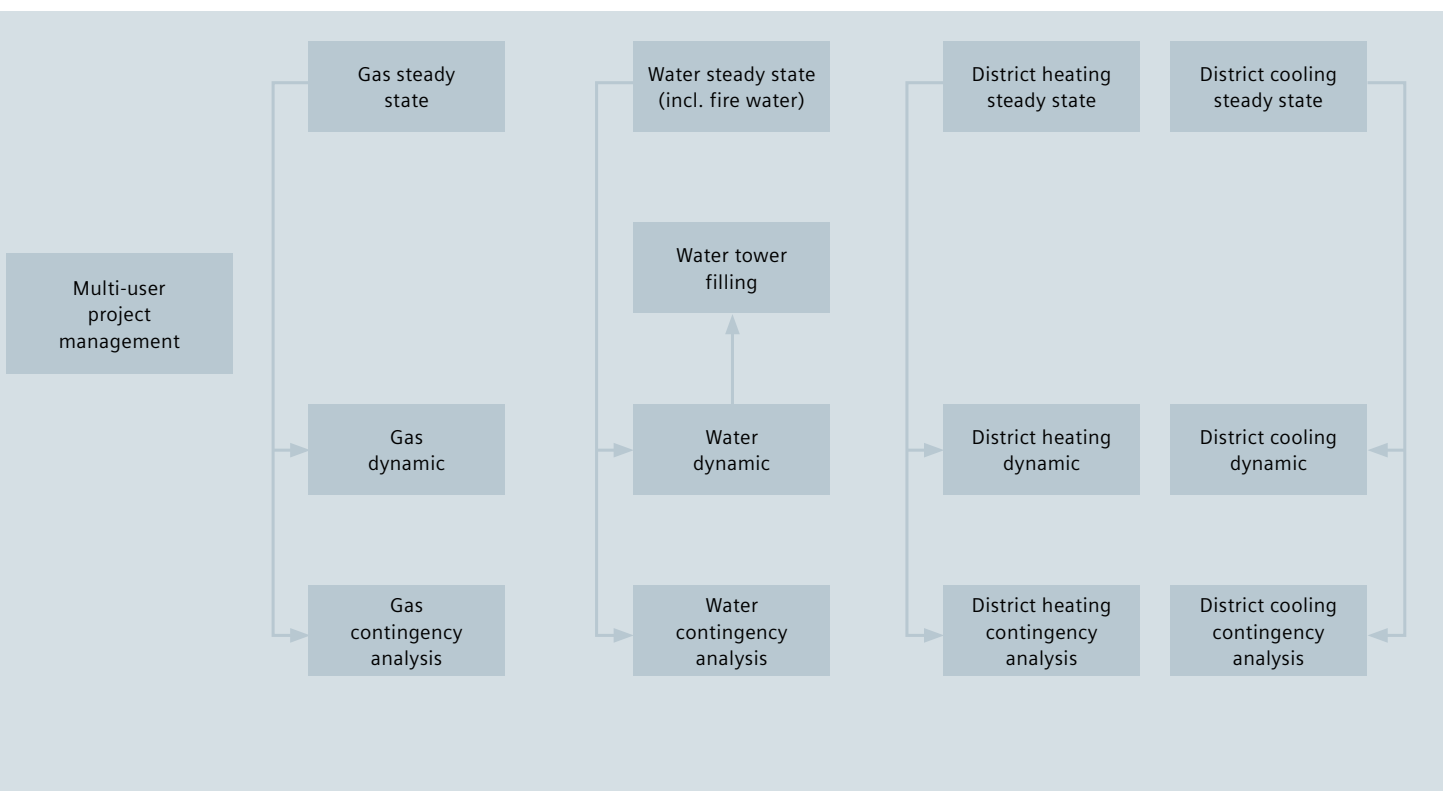 Gas steady
state
Water steady state
(incl. fire water)
District heating
steady state
District cooling
steady state
Water tower
filling
Multi-user
project
management
Gas
dynamic
Water
dynamic
District heating
dynamic
District cooling
dynamic
Gas
contingency
analysis
Water
contingency
analysis
District heating
contingency
analysis
District cooling
contingency
analysis